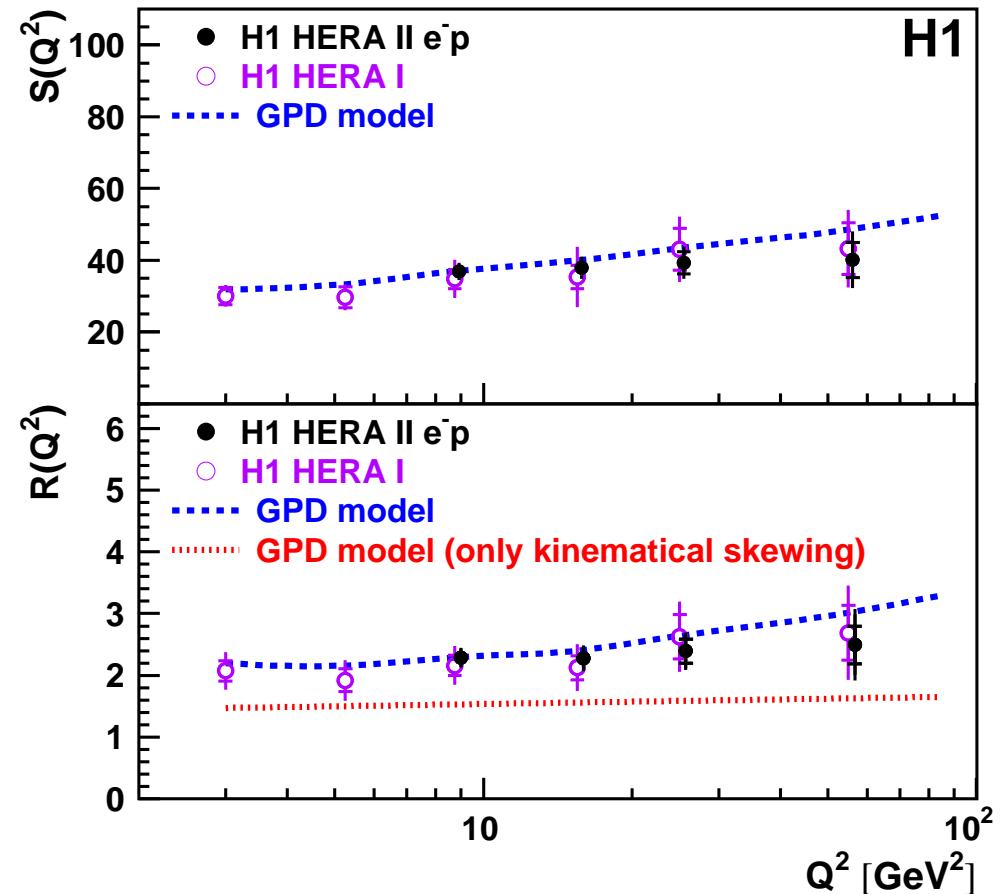 H1
S(Q²)
100
80
60
40
20
H1 HERA II e⁻p
H1 HERA I
GPD model
R(Q²)
6
5
4
3
2
1
0
H1 HERA II e⁻p
H1 HERA I
GPD model
GPD model (only kinematical skewing)
10
10²
Q² [GeV²]